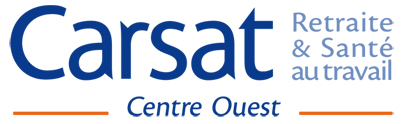 Carsat
Retraite
& Santé
au travail
Centre Ouest